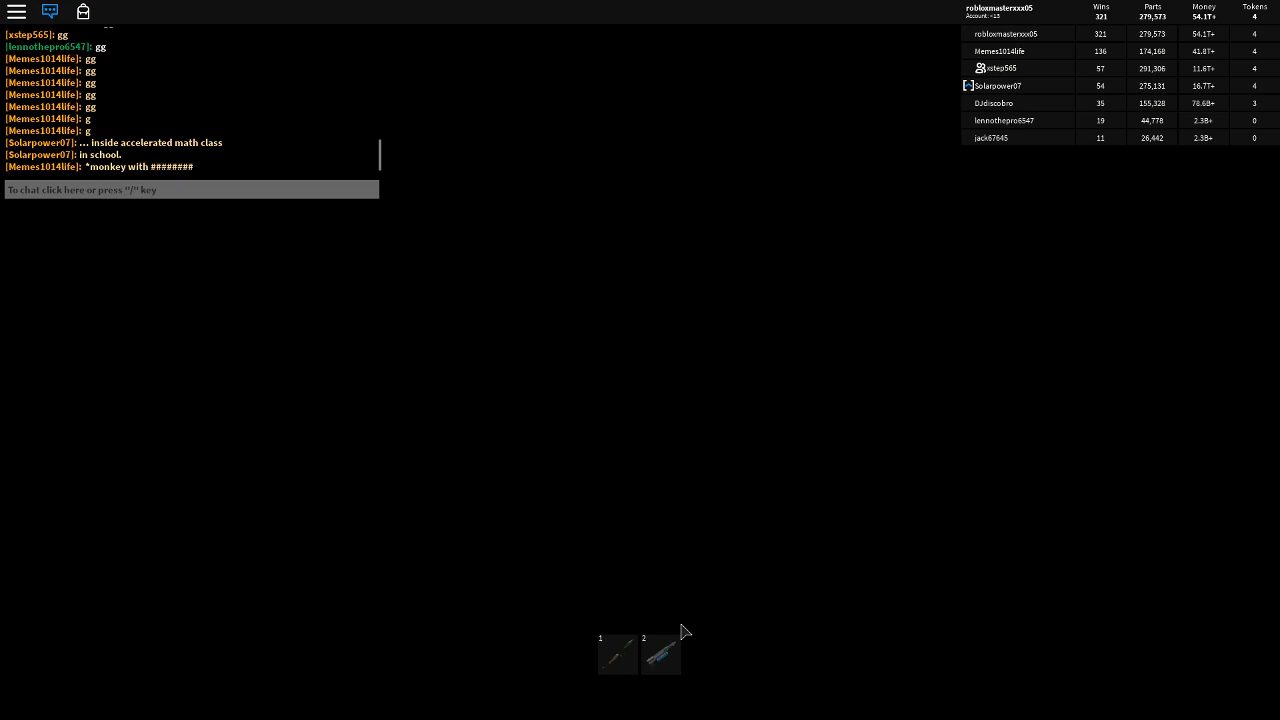 robloxmasterxxx05 Wins Parts Money Tokens
Account: <13 321 279,573 54.1T+ 4
[xstep565]: gg
[lennothepro6547]: gg
[Memes1014life]: gg
[Memes1014life]: gg
[Memes1014life]: gg
[Memes1014life]: gg
[Memes1014life]: gg
[Memes1014life]: g
[Memes1014life]: g
[Solarpower07]: ... inside accelerated math class
[Solarpower07]: in school.
[Memes1014life]: *monkey with ########
To chat click here or press "/" key
robloxmasterxxx05 321 279,573 54.1T+ 4
Memes1014life 136 174,168 41.8T+ 4
xstep565 57 291,306 11.6T+ 4
Solarpower07 54 275,131 16.7T+ 4
DJdiscobro 35 155,328 78.6B+ 3
lennothepro6547 19 44,778 2.3B+ 0
jack67645 11 26,442 2.3B+ 0
1 2